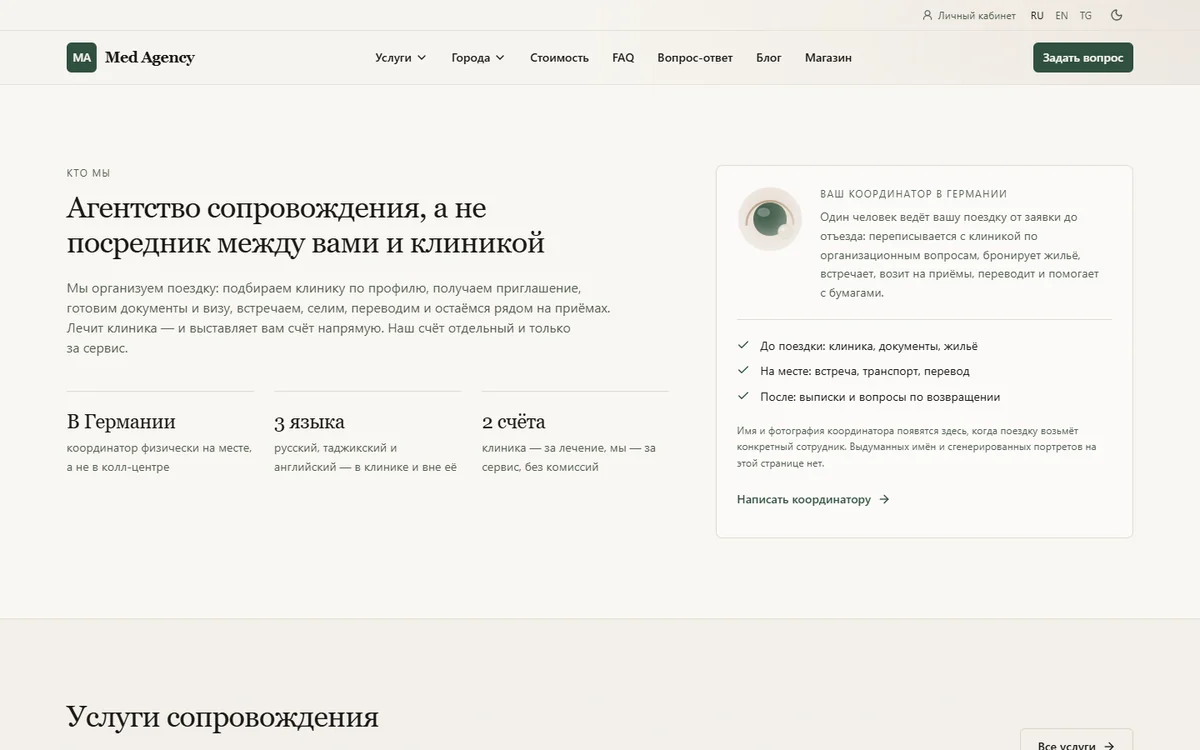 Личный кабинет RU EN TG
MA Med Agency Услуги Города Стоимость FAQ Вопрос-ответ Блог Магазин Задать вопрос
КТО МЫ
Агентство сопровождения, а не
посредник между вами и клиникой
Мы организуем поездку: подбираем клинику по профилю, получаем приглашение,
готовим документы и визу, встречаем, селим, переводим и остаёмся рядом на приёмах.
Лечит клиника — и выставляет вам счёт напрямую. Наш счёт отдельный и только
за сервис.
В Германии
координатор физически на месте,
а не в колл-центре
3 языка
русский, таджикский и
английский — в клинике и вне её
2 счёта
клиника — за лечение, мы — за
сервис, без комиссий
ВАШ КООРДИНАТОР В ГЕРМАНИИ
Один человек ведёт вашу поездку от заявки до
отъезда: переписывается с клиникой по
организационным вопросам, бронирует жильё,
встречает, возит на приёмы, переводит и помогает
с бумагами.
До поездки: клиника, документы, жильё
На месте: встреча, транспорт, перевод
После: выписки и вопросы по возвращении
Имя и фотография координатора появятся здесь, когда поездку возьмёт
конкретный сотрудник. Выдуманных имён и сгенерированных портретов на
этой странице нет.
Написать координатору →
Услуги сопровождения
Все услуги →